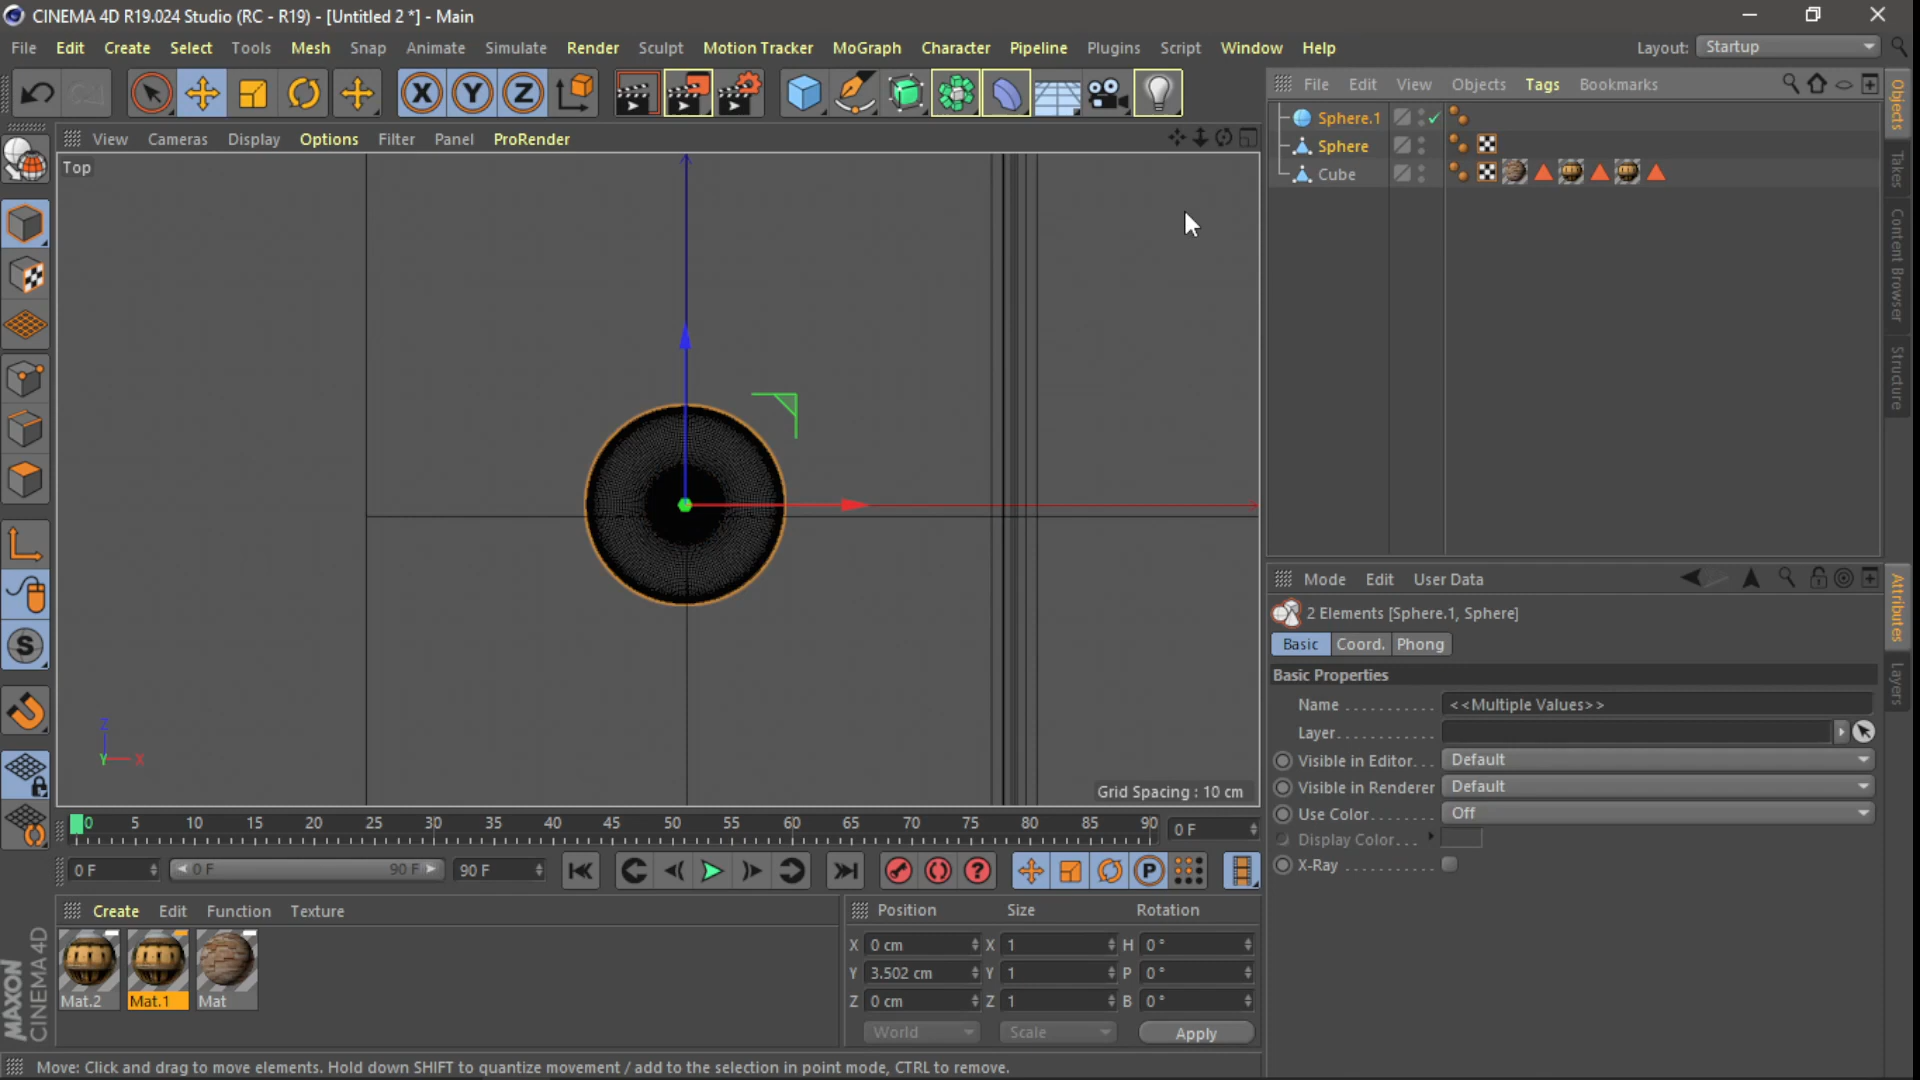 CINEMA 4D R19.024 Studio (RC - R19) - [Untitled 2 *] - Main
File Edit Create Select Tools Mesh Snap Animate Simulate Render Sculpt Motion Tracker MoGraph Character Pipeline Plugins Script Window Help
Layout: Startup
View Cameras Display Options Filter Panel ProRender
Top
Z
Y X
Grid Spacing : 10 cm
File Edit View Objects Tags Bookmarks
Sphere.1
Sphere
Cube
Objects
Takes
Content Browser
Structure
Mode Edit User Data
2 Elements [Sphere.1, Sphere]
Basic Coord. Phong
Basic Properties
Name . . . . . . . . . . <<Multiple Values>>
Layer. . . . . . . . . . .
Visible in Editor. . . Default
Visible in Renderer Default
Use Color. . . . . . . . Off
Display Color. . .
X-Ray . . . . . . . . . . .
Attributes
Layers
0 5 10 15 20 25 30 35 40 45 50 55 60 65 70 75 80 85 90 0 F
0 F 0 F 90 F 90 F
P
Create Edit Function Texture
Mat.2 Mat.1 Mat
Position Size Rotation
X 0 cm X 1 H 0 °
Y 3.502 cm Y 1 P 0 °
Z 0 cm Z 1 B 0 °
World Scale Apply
MAXON
CINEMA 4D
Move: Click and drag to move elements. Hold down SHIFT to quantize movement / add to the selection in point mode, CTRL to remove.